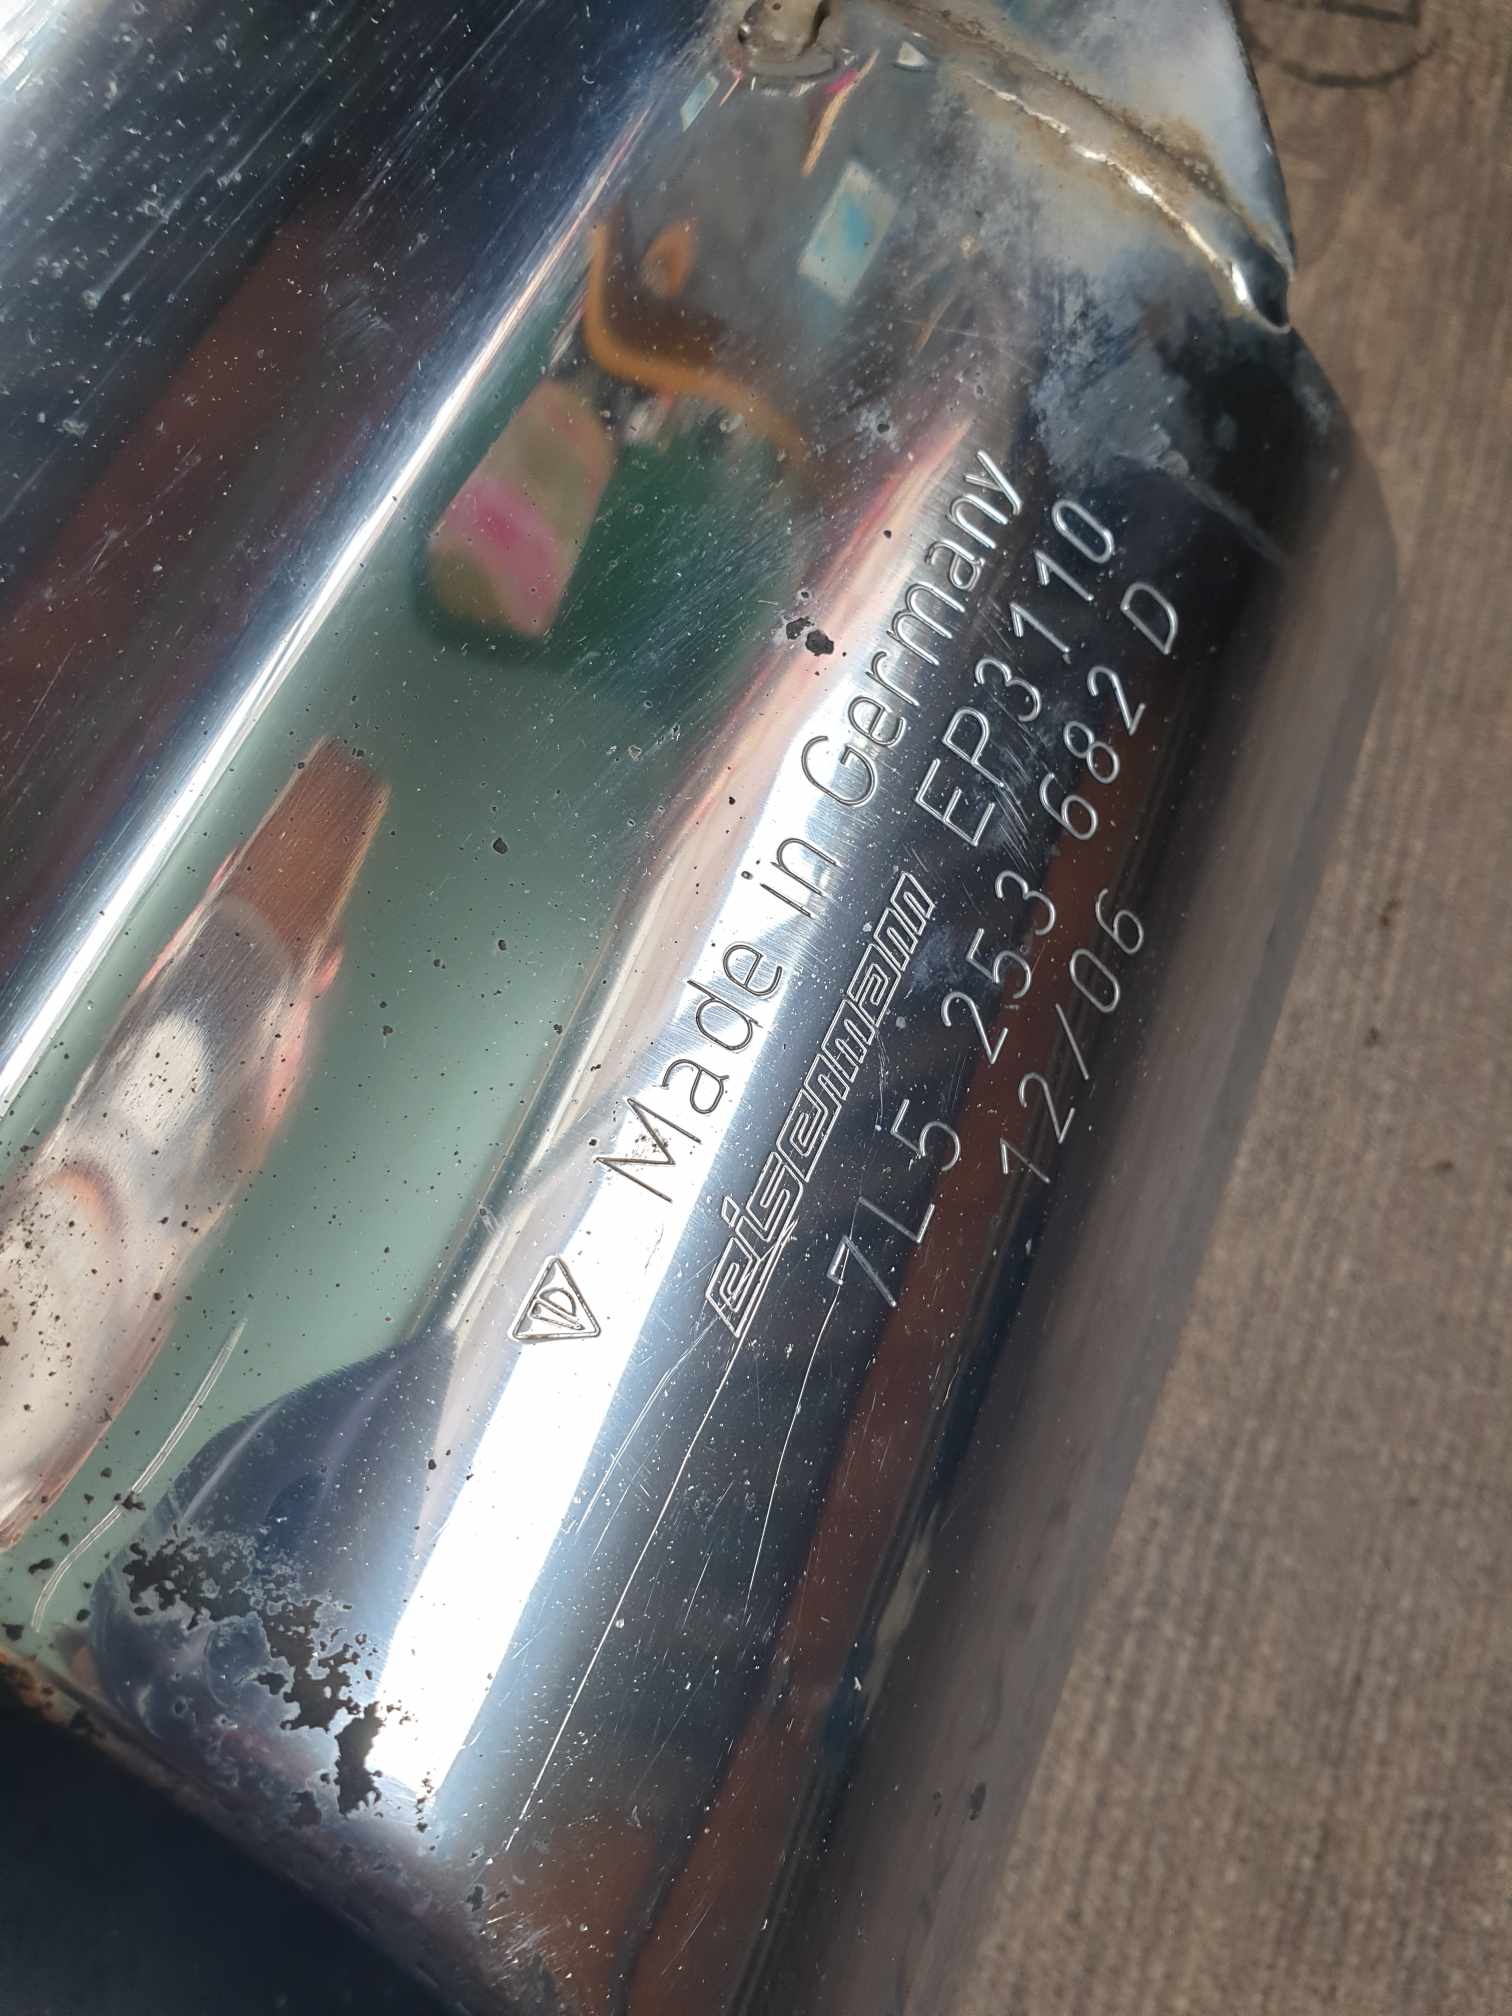 Made in Germany
eisenmann EP3110
7L5 253 682 D
12/06